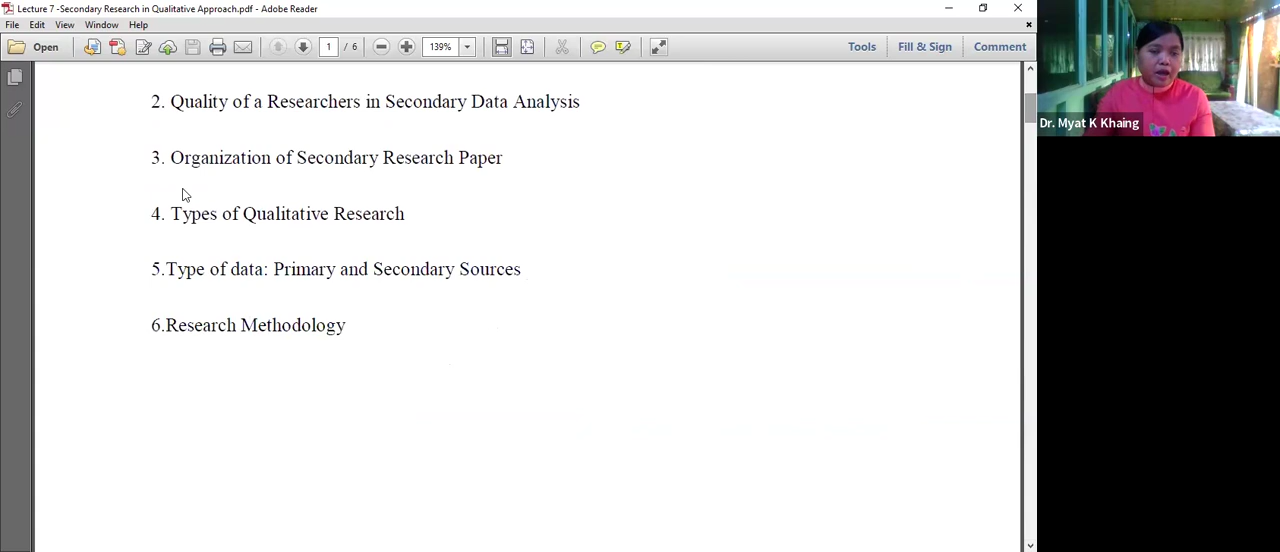 Lecture 7 -Secondary Research in Qualitative Approach.pdf - Adobe Reader
File Edit View Window Help
Open 1 / 6 139% Tools Fill & Sign Comment
2. Quality of a Researchers in Secondary Data Analysis
3. Organization of Secondary Research Paper
4. Types of Qualitative Research
5.Type of data: Primary and Secondary Sources
6.Research Methodology
Dr. Myat K Khaing